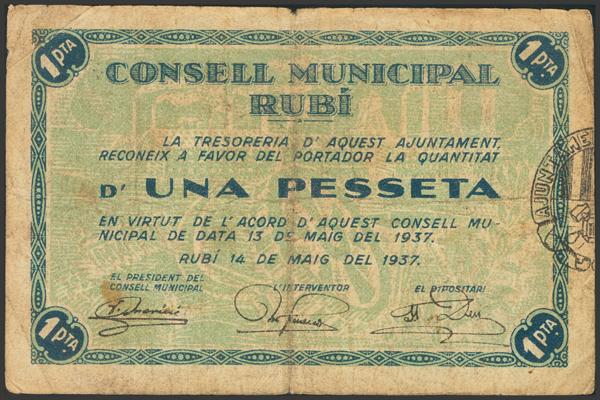 1 PTA
1 PTA
CONSELL MUNICIPAL
RUBÍ
LA TRESORERIA D'AQUEST AJUNTAMENT,
RECONEIX A FAVOR DEL PORTADOR LA QUANTITAT
D' UNA PESSETA
EN VIRTUT DE L'ACORD D'AQUEST CONSELL MU-
NICIPAL DE DATA 13 DE MAIG DEL 1937.
RUBÍ 14 DE MAIG DEL 1937.
EL PRESIDENT DEL
CONSELL MUNICIPAL
L'INTERVENTOR
EL DIPOSITARI
1 PTA
1 PTA